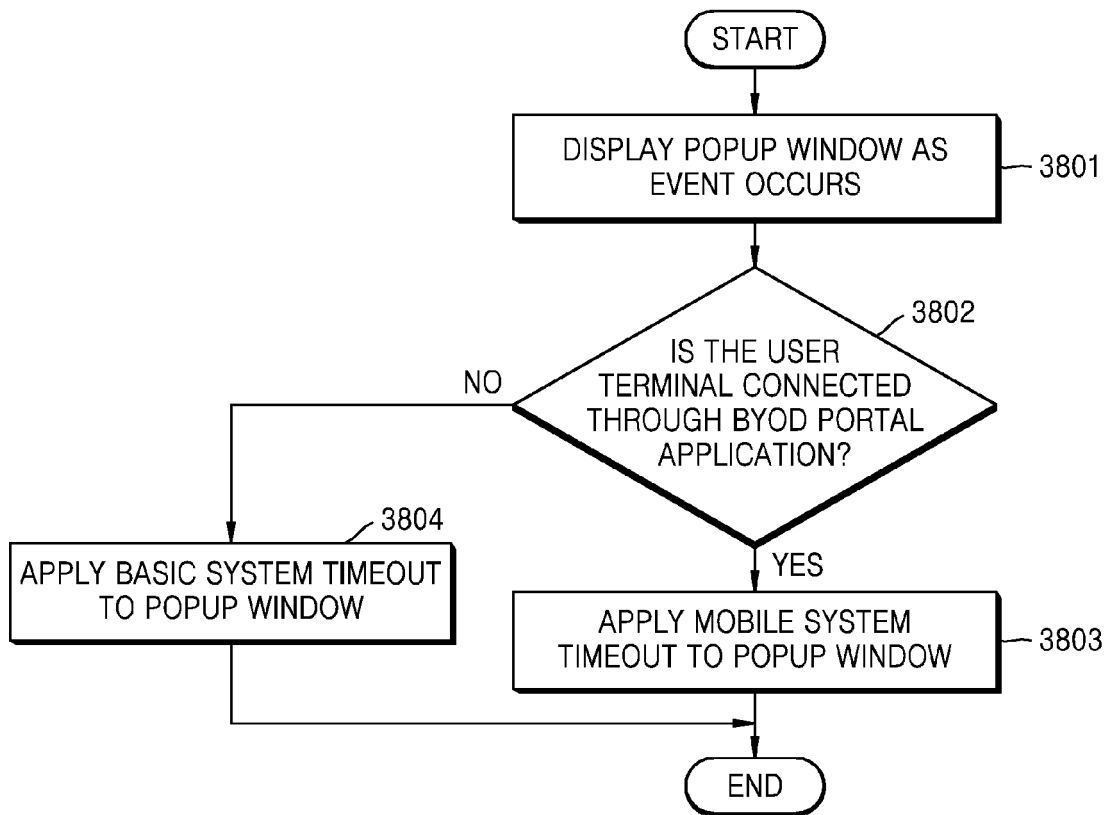 START
DISPLAY POPUP WINDOW AS
EVENT OCCURS
3801
3802
IS THE USER
TERMINAL CONNECTED
THROUGH BYOD PORTAL
APPLICATION?
NO
YES
3804
APPLY BASIC SYSTEM TIMEOUT
TO POPUP WINDOW
APPLY MOBILE SYSTEM
TIMEOUT TO POPUP WINDOW
3803
END